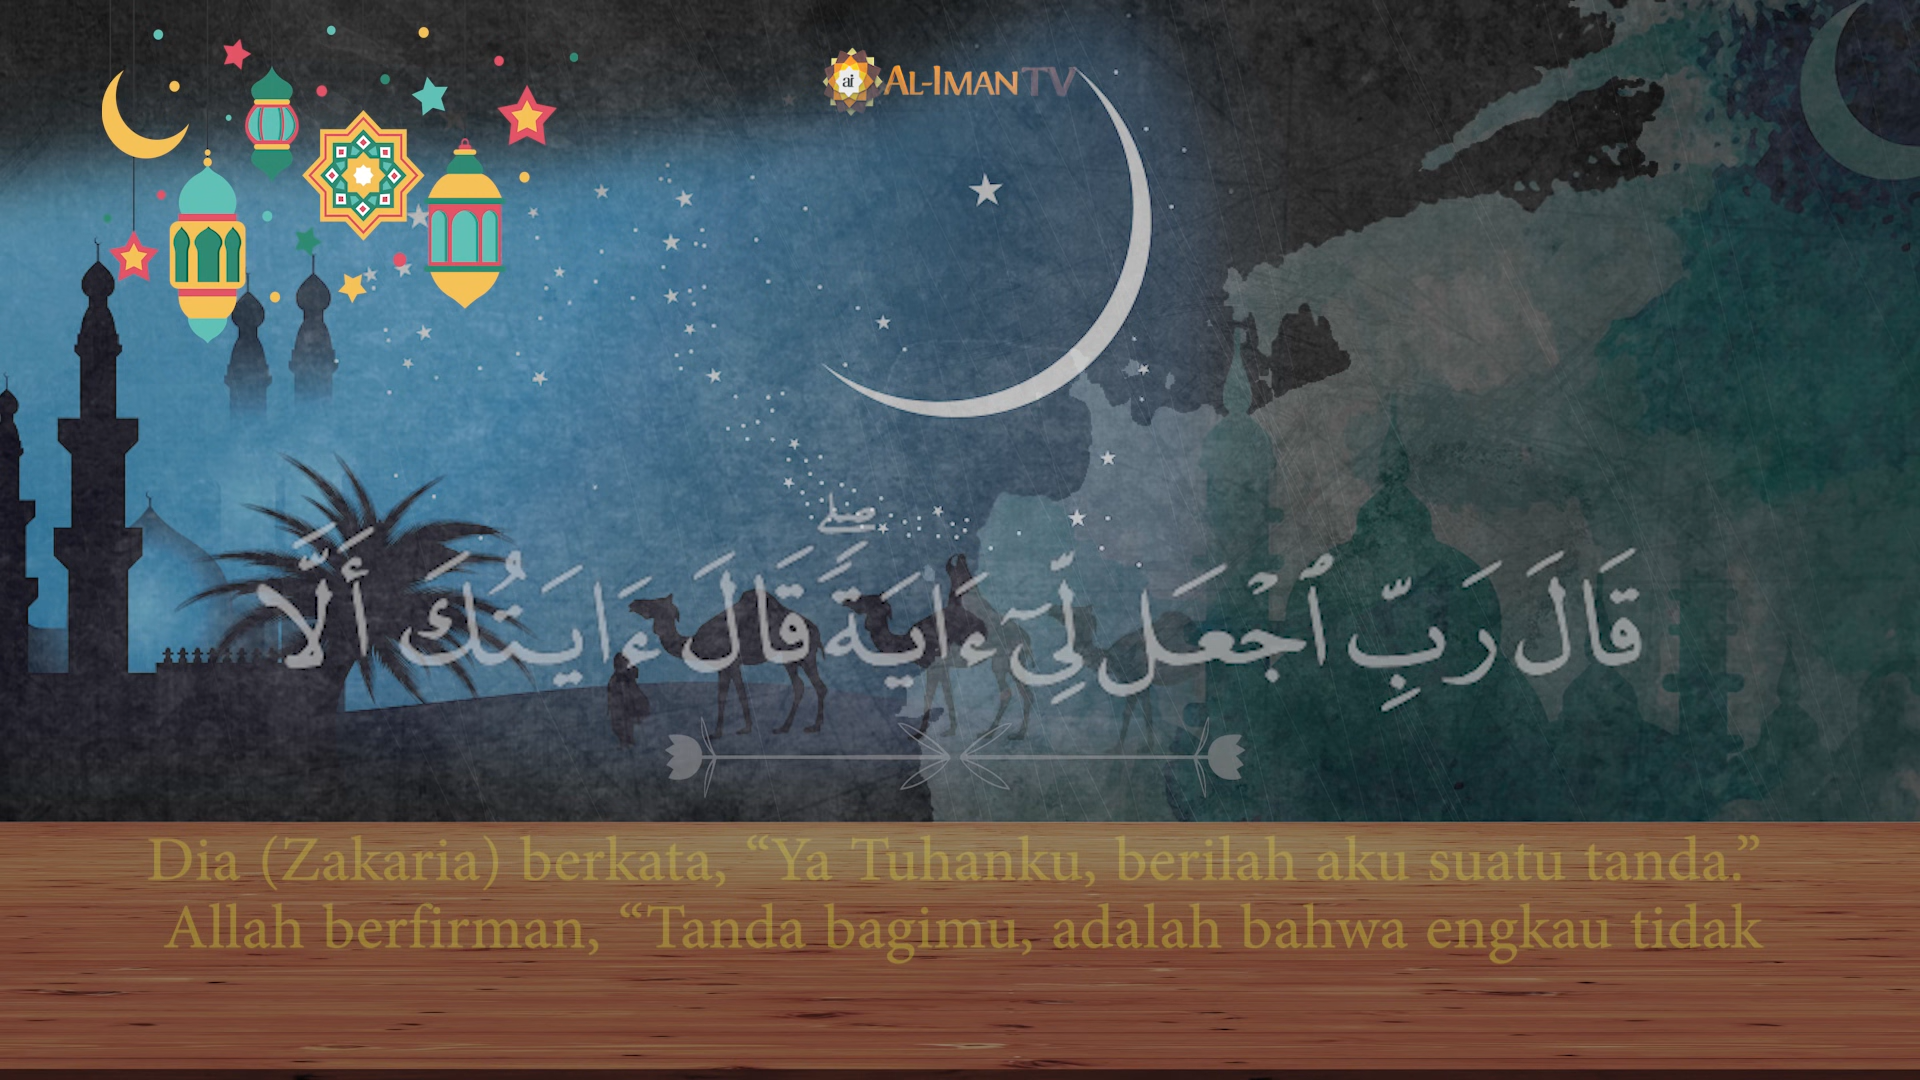 ai AL-IMAN TV
قَالَ رَبِّ ٱجْعَل لِّىٓ ءَايَةً ۖ قَالَ ءَايَتُكَ أَلَّا
Dia (Zakaria) berkata, “Ya Tuhanku, berilah aku suatu tanda.”
Allah berfirman, “Tanda bagimu, adalah bahwa engkau tidak